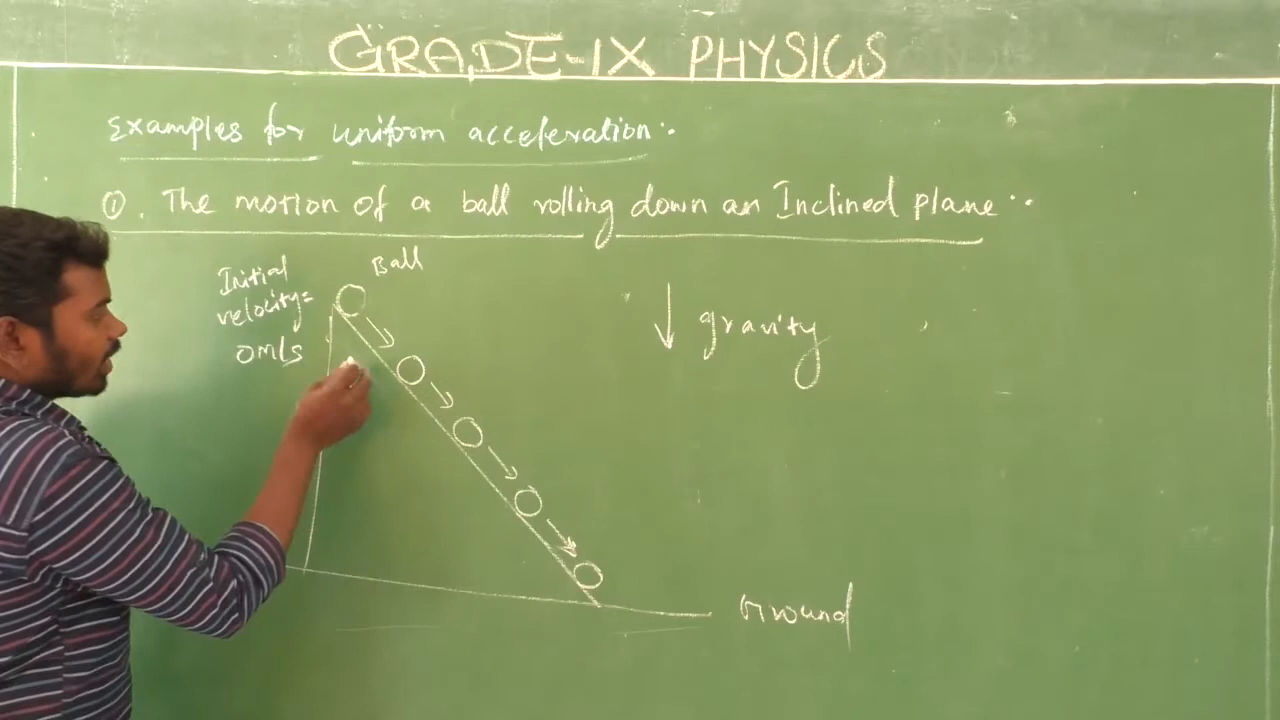 GRADE-IX PHYSICS
Examples for uniform acceleration:
①. The motion of a ball rolling down an Inclined plane:
Ball
Initial
velocity=
0m/s
gravity
Ground